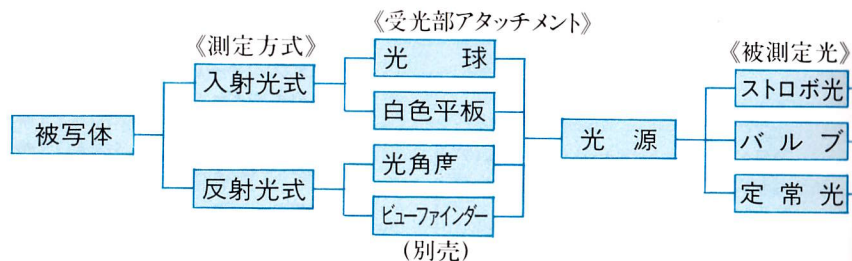 《測定方式》
《受光部アタッチメント》
《被測定光》
被写体
入射光式
反射光式
光球
白色平板
光角度
ビューファインダー
(別売)
光源
ストロボ光
バルブ
定常光